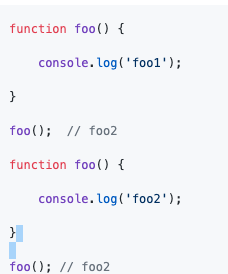 function foo() {
    console.log('foo1');
}
foo();  // foo2
function foo() {
    console.log('foo2');
}
foo(); // foo2